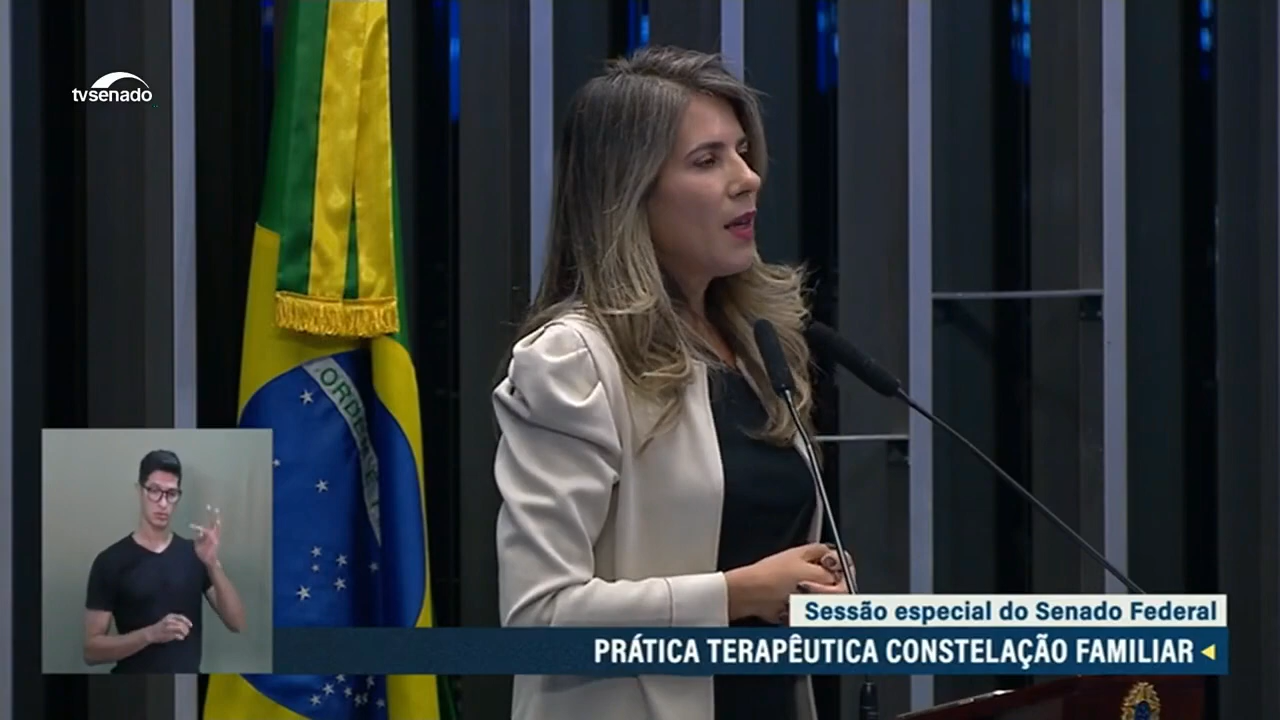 tvsenado
ORDEM E
Sessão especial do Senado Federal
PRÁTICA TERAPÊUTICA CONSTELAÇÃO FAMILIAR